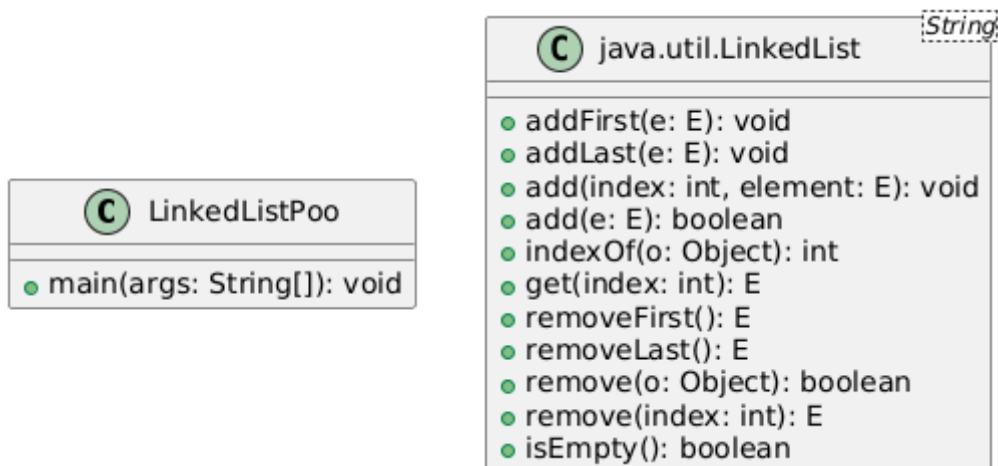 C LinkedListPoo
main(args: String[]): void
String
C java.util.LinkedList
addFirst(e: E): void
addLast(e: E): void
add(index: int, element: E): void
add(e: E): boolean
indexOf(o: Object): int
get(index: int): E
removeFirst(): E
removeLast(): E
remove(o: Object): boolean
remove(index: int): E
isEmpty(): boolean